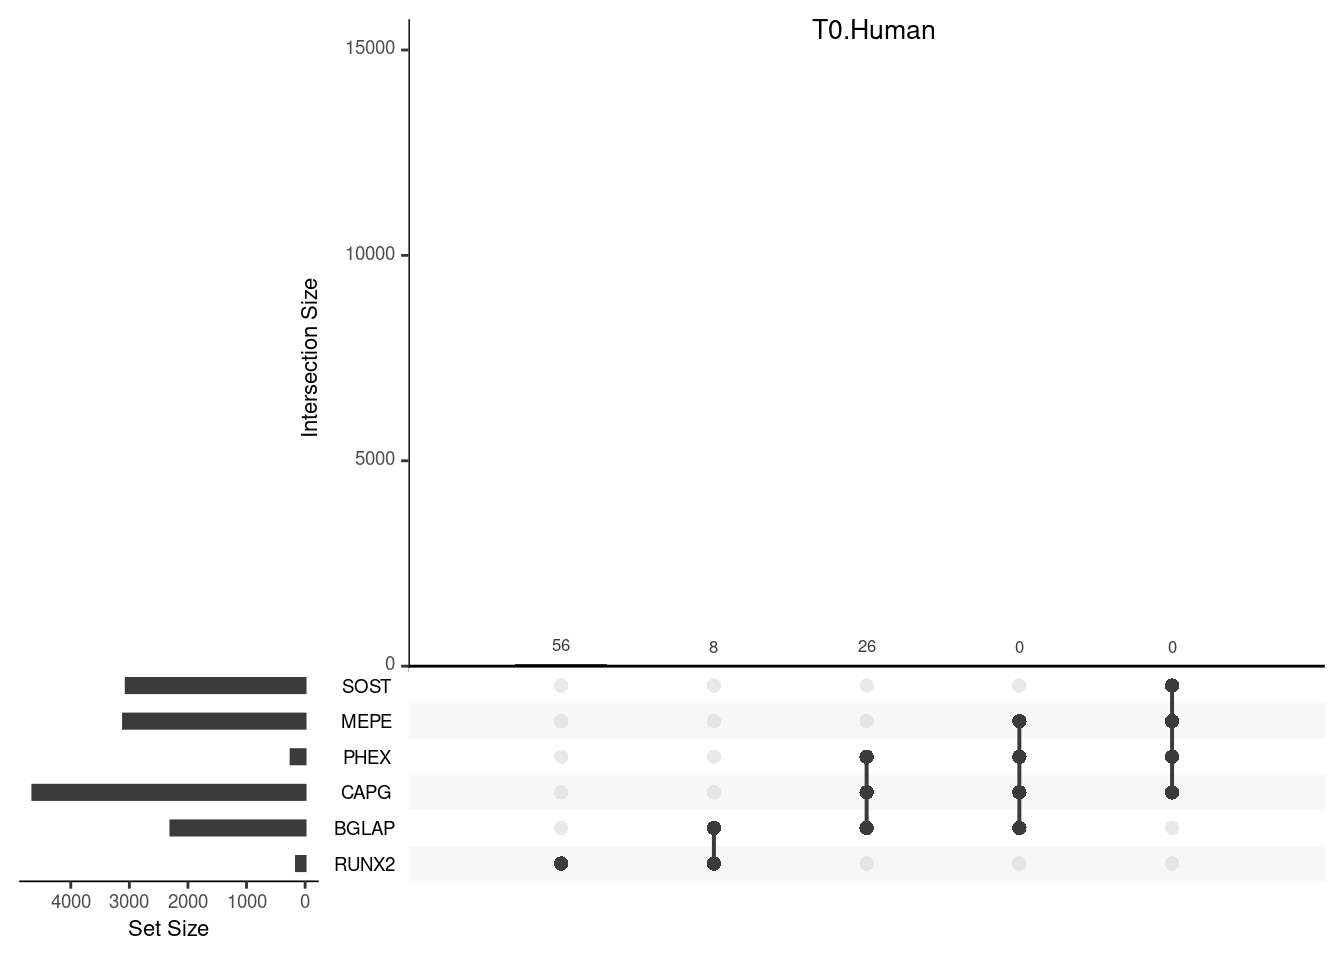 T0.Human
15000
10000
5000
0
Intersection Size
56 8 26 0 0
SOST
MEPE
PHEX
CAPG
BGLAP
RUNX2
4000 3000 2000 1000 0
Set Size